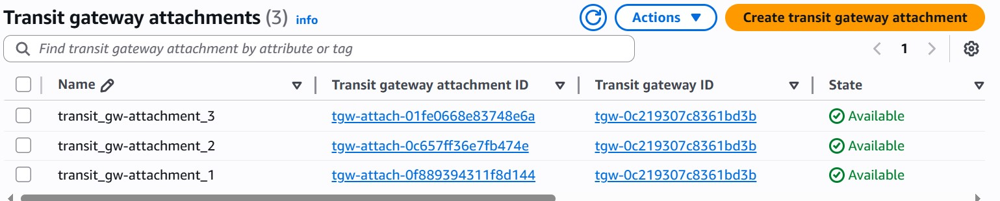 Transit gateway attachments (3) info Actions Create transit gateway attachment
Find transit gateway attachment by attribute or tag 1
Name Transit gateway attachment ID Transit gateway ID State
transit_gw-attachment_3 tgw-attach-01fe0668e83748e6a tgw-0c219307c8361bd3b Available
transit_gw-attachment_2 tgw-attach-0c657ff36e7fb474e tgw-0c219307c8361bd3b Available
transit_gw-attachment_1 tgw-attach-0f889394311f8d144 tgw-0c219307c8361bd3b Available